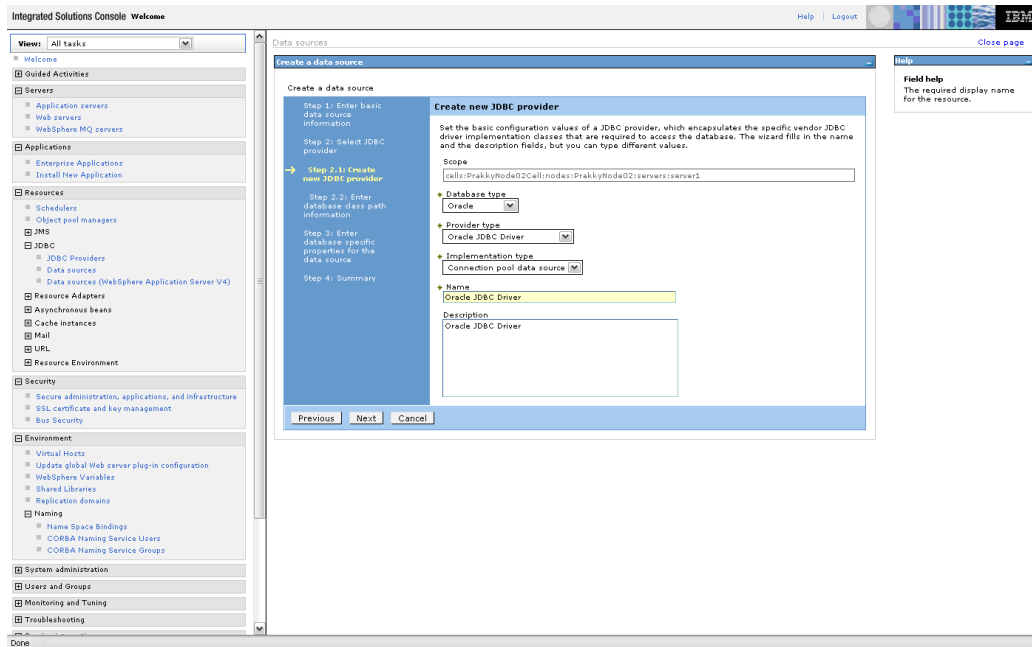 Integrated Solutions Console Welcome
Help | Logout
IBM
View: All tasks
Welcome
Guided Activities
Servers
Application servers
Web servers
WebSphere MQ servers
Applications
Enterprise Applications
Install New Application
Resources
Schedulers
Object pool managers
JMS
JDBC
JDBC Providers
Data sources
Data sources (WebSphere Application Server V4)
Resource Adapters
Asynchronous beans
Cache instances
Mail
URL
Resource Environment
Security
Secure administration, applications, and infrastructure
SSL certificate and key management
Bus Security
Environment
Virtual Hosts
Update global Web server plug-in configuration
WebSphere Variables
Shared Libraries
Replication domains
Naming
Name Space Bindings
CORBA Naming Service Users
CORBA Naming Service Groups
System administration
Users and Groups
Monitoring and Tuning
Troubleshooting
Data sources
Close page
Create a data source
Create a data source
Step 1: Enter basic
data source
information
Step 2: Select JDBC
provider
Step 2.1: Create
new JDBC provider
Step 2.2: Enter
database class path
information
Step 3: Enter
database specific
properties for the
data source
Step 4: Summary
Create new JDBC provider
Set the basic configuration values of a JDBC provider, which encapsulates the specific vendor JDBC
driver implementation classes that are required to access the database. The wizard fills in the name
and the description fields, but you can type different values.
Scope
cells:PrakkyNode02Cell:nodes:PrakkyNode02:servers:server1
Database type
Oracle
Provider type
Oracle JDBC Driver
Implementation type
Connection pool data source
Name
Oracle JDBC Driver
Description
Oracle JDBC Driver
Previous Next Cancel
Help
Field help
The required display name
for the resource.
Done